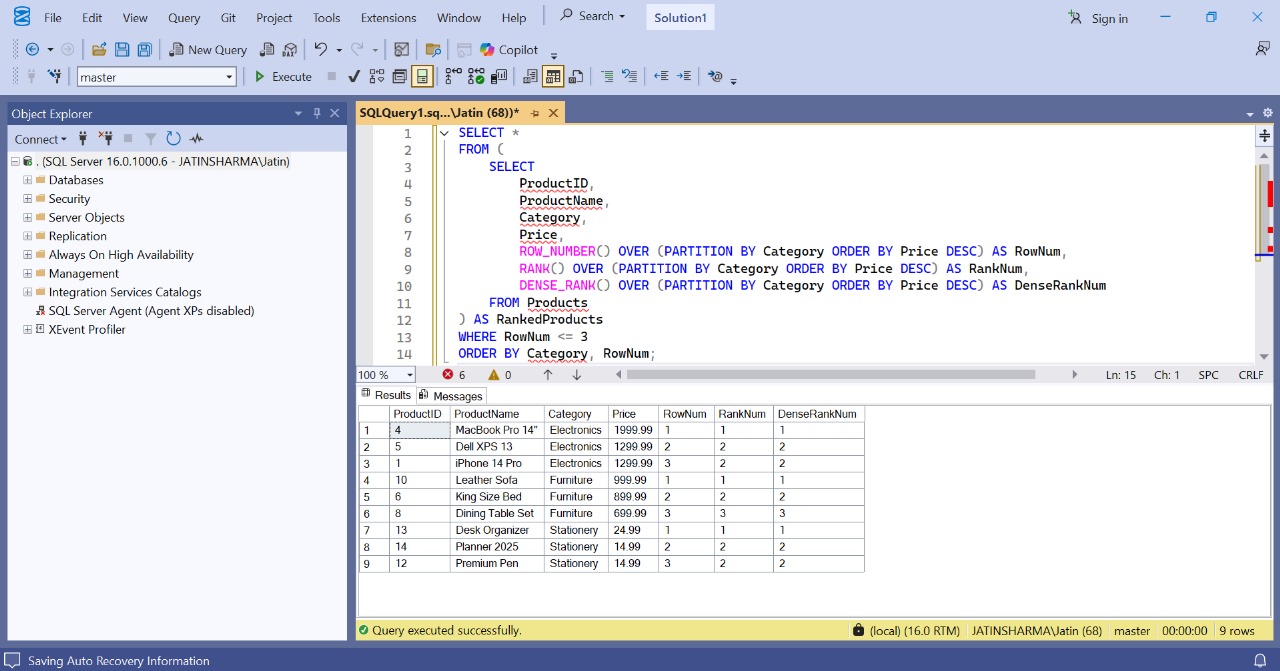 File Edit View Query Git Project Tools Extensions Window Help Search Solution1 Sign in
New Query DAX Copilot
master Execute
Object Explorer
Connect
. (SQL Server 16.0.1000.6 - JATINSHARMA\Jatin)
Databases
Security
Server Objects
Replication
Always On High Availability
Management
Integration Services Catalogs
SQL Server Agent (Agent XPs disabled)
XEvent Profiler
SQLQuery1.sq...\Jatin (68))*
1 SELECT *
2 FROM (
3 SELECT
4 ProductID,
5 ProductName,
6 Category,
7 Price,
8 ROW_NUMBER() OVER (PARTITION BY Category ORDER BY Price DESC) AS RowNum,
9 RANK() OVER (PARTITION BY Category ORDER BY Price DESC) AS RankNum,
10 DENSE_RANK() OVER (PARTITION BY Category ORDER BY Price DESC) AS DenseRankNum
11 FROM Products
12 ) AS RankedProducts
13 WHERE RowNum <= 3
14 ORDER BY Category, RowNum;
100 % 6 0 Ln: 15 Ch: 1 SPC CRLF
Results Messages
ProductID ProductName Category Price RowNum RankNum DenseRankNum
1 4 MacBook Pro 14" Electronics 1999.99 1 1 1
2 5 Dell XPS 13 Electronics 1299.99 2 2 2
3 1 iPhone 14 Pro Electronics 1299.99 3 2 2
4 10 Leather Sofa Furniture 999.99 1 1 1
5 6 King Size Bed Furniture 899.99 2 2 2
6 8 Dining Table Set Furniture 699.99 3 3 3
7 13 Desk Organizer Stationery 24.99 1 1 1
8 14 Planner 2025 Stationery 14.99 2 2 2
9 12 Premium Pen Stationery 14.99 3 2 2
Query executed successfully. (local) (16.0 RTM) JATINSHARMA\Jatin (68) master 00:00:00 9 rows
Saving Auto Recovery Information